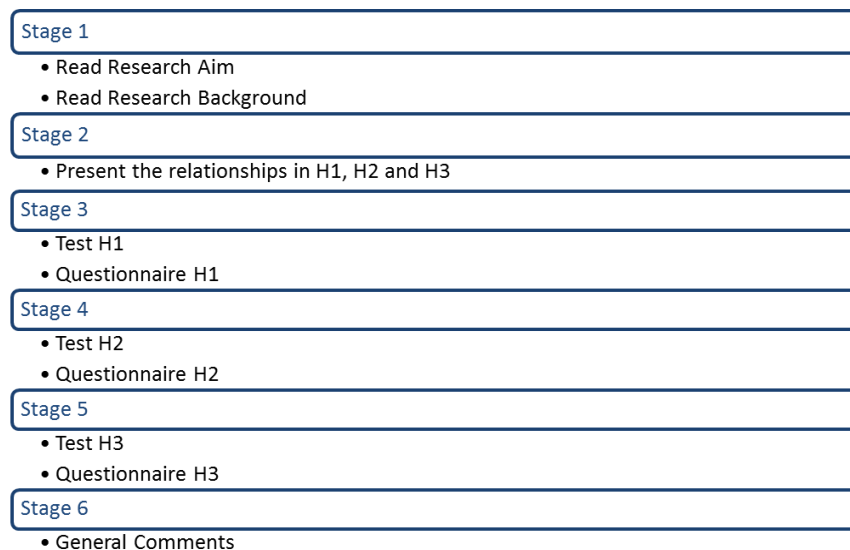 Stage 1
• Read Research Aim
• Read Research Background
Stage 2
• Present the relationships in H1, H2 and H3
Stage 3
• Test H1
• Questionnaire H1
Stage 4
• Test H2
• Questionnaire H2
Stage 5
• Test H3
• Questionnaire H3
Stage 6
• General Comments